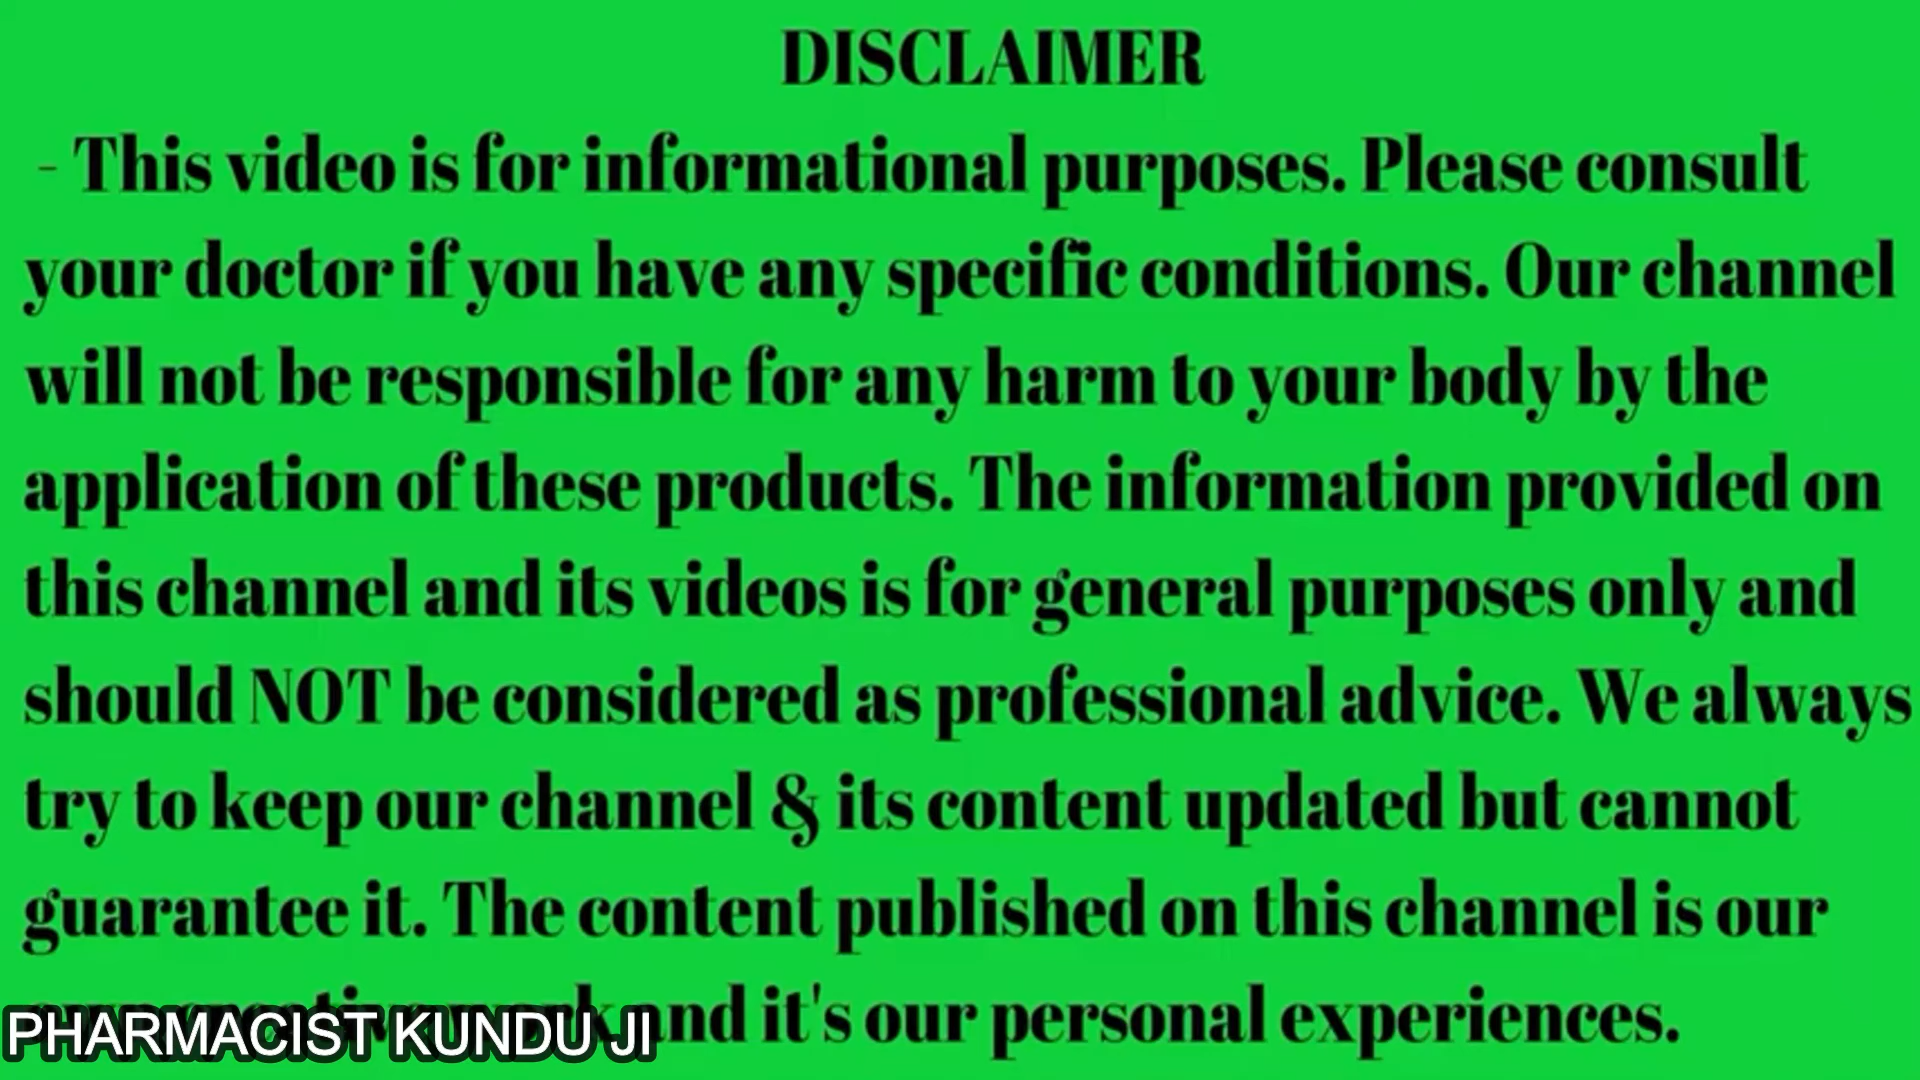 DISCLAIMER
- This video is for informational purposes. Please consult
your doctor if you have any specific conditions. Our channel
will not be responsible for any harm to your body by the
application of these products. The information provided on
this channel and its videos is for general purposes only and
should NOT be considered as professional advice. We always
try to keep our channel & its content updated but cannot
guarantee it. The content published on this channel is our
and it's our personal experiences.
PHARMACIST KUNDU JI